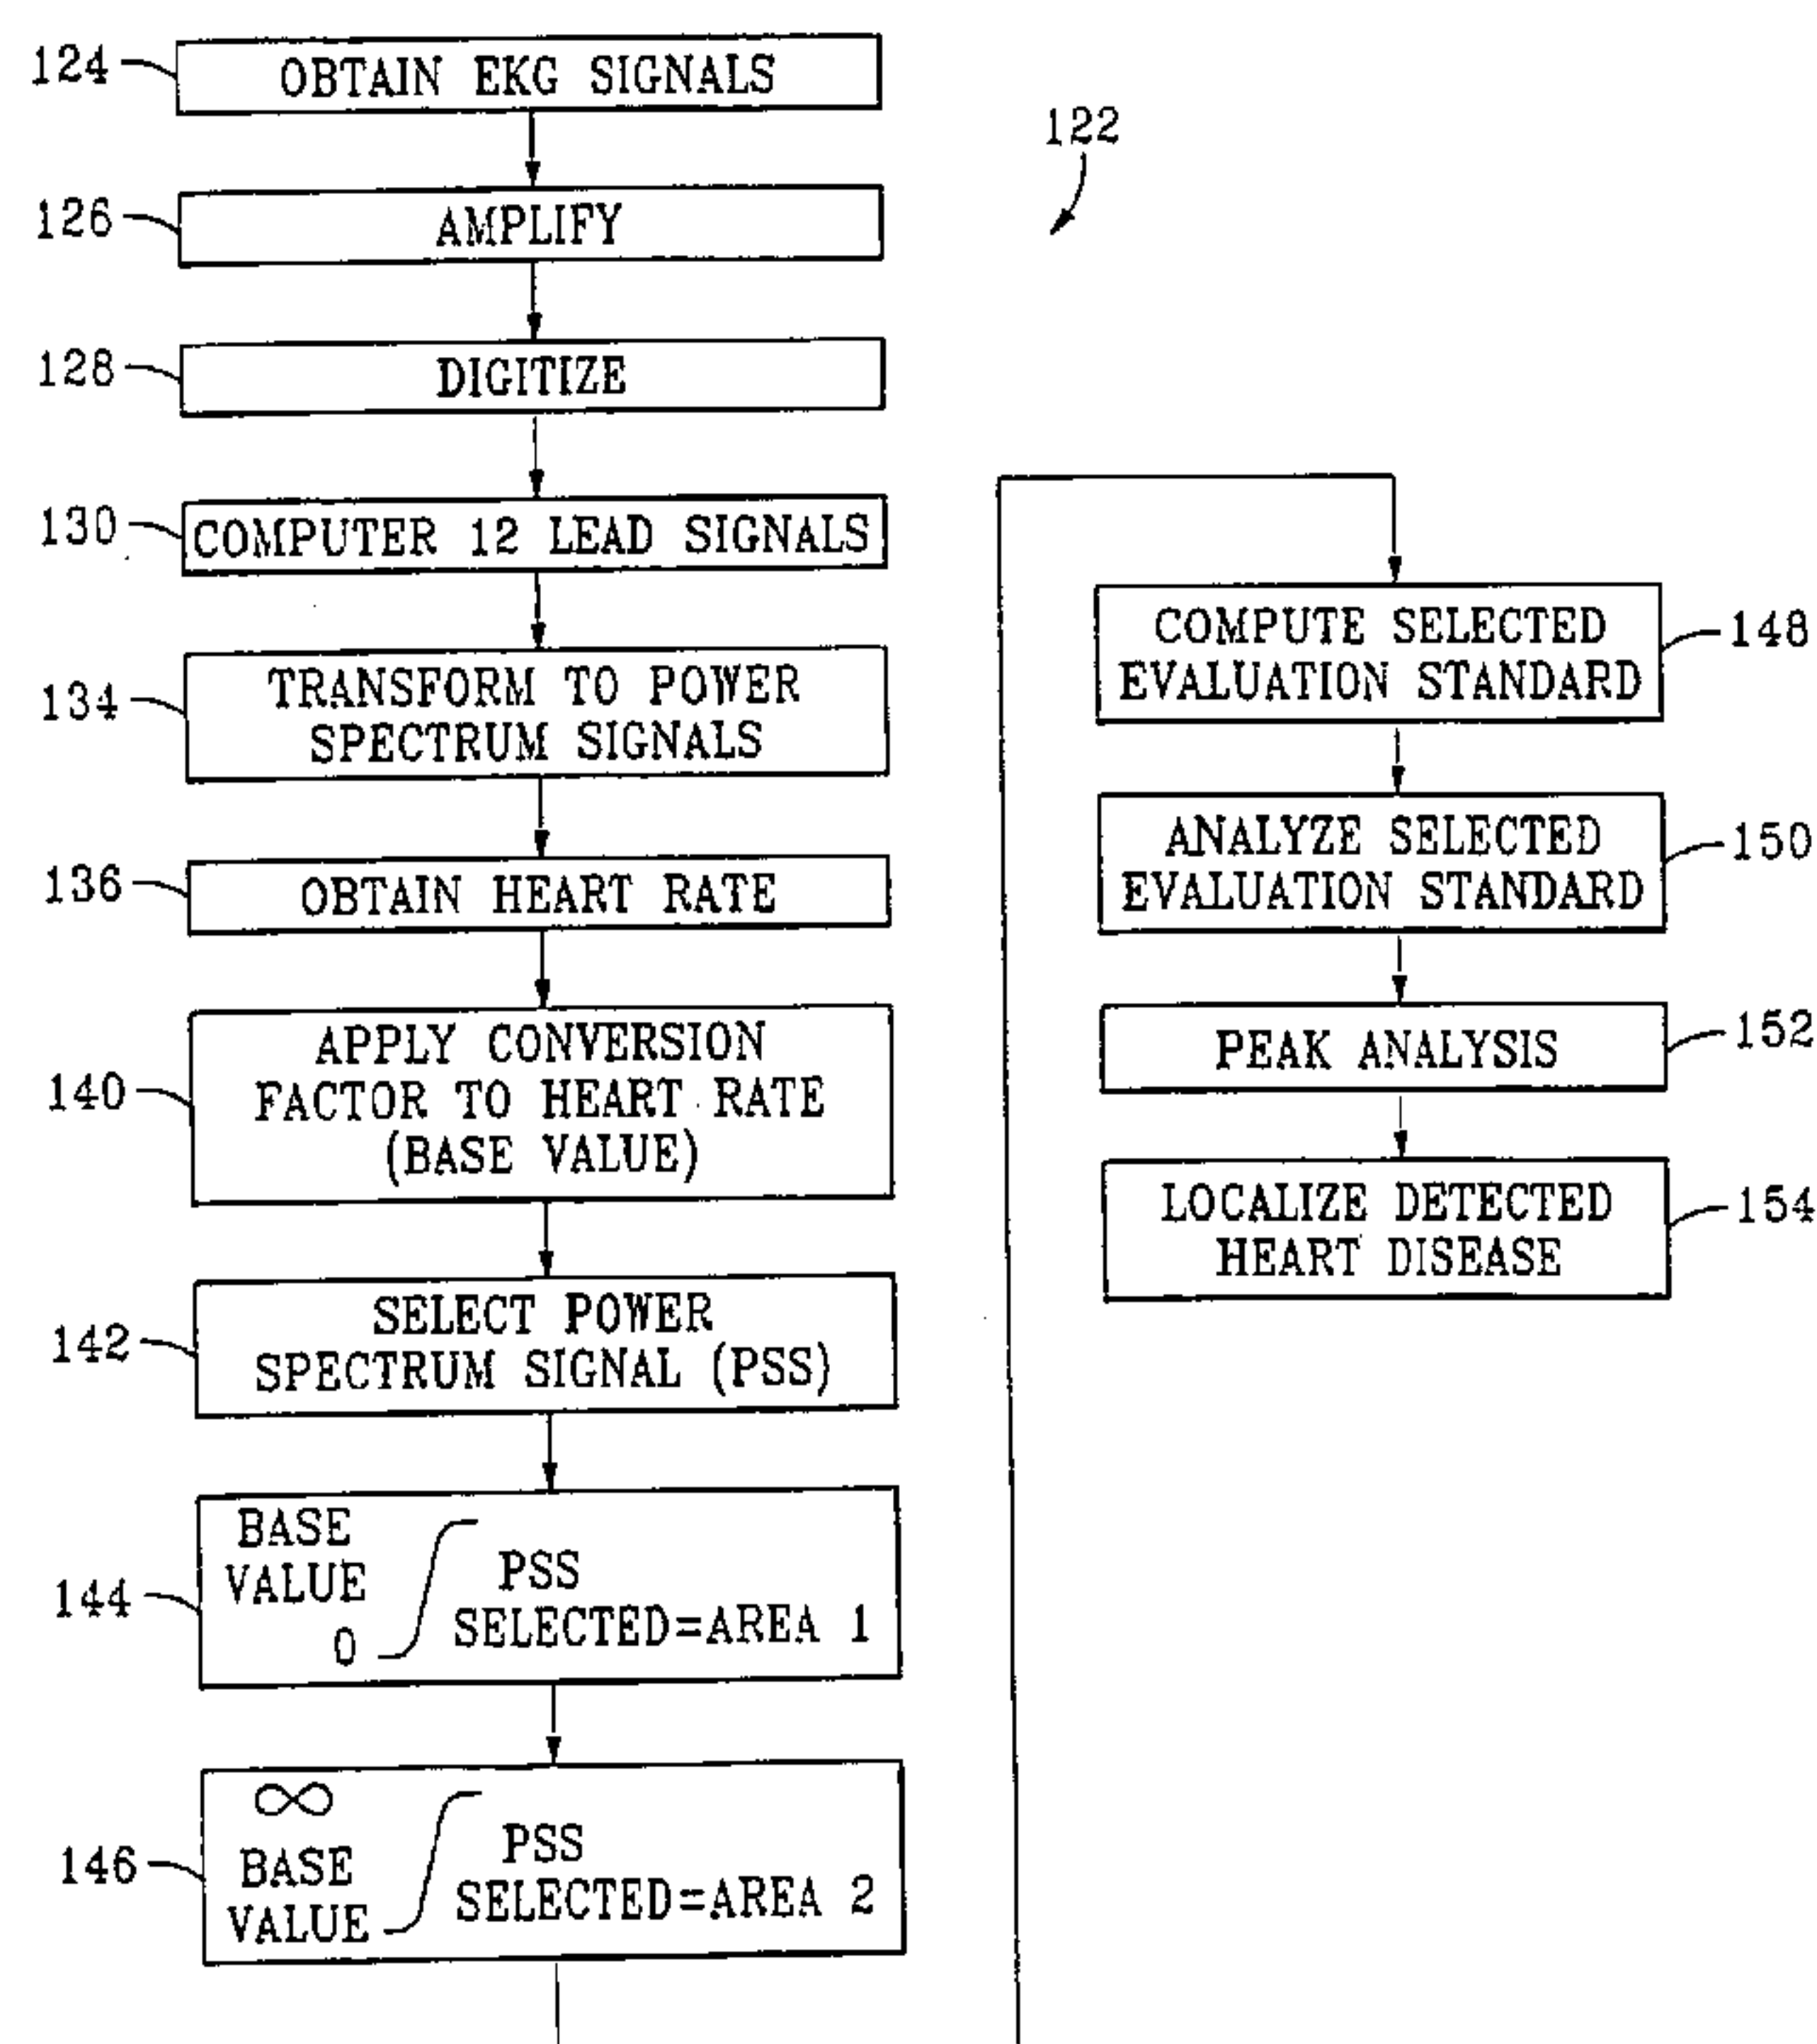 124
OBTAIN EKG SIGNALS
122
126
AMPLIFY
128
DIGITIZE
130
COMPUTER 12 LEAD SIGNALS
134
TRANSFORM TO POWER
SPECTRUM SIGNALS
136
OBTAIN HEART RATE
140
APPLY CONVERSION
FACTOR TO HEART RATE
(BASE VALUE)
142
SELECT POWER
SPECTRUM SIGNAL (PSS)
144
BASE
VALUE
0
PSS
SELECTED=AREA 1
146
∞
BASE
VALUE
PSS
SELECTED=AREA 2
COMPUTE SELECTED
EVALUATION STANDARD
148
ANALYZE SELECTED
EVALUATION STANDARD
150
PEAK ANALYSIS
152
LOCALIZE DETECTED
HEART DISEASE
154